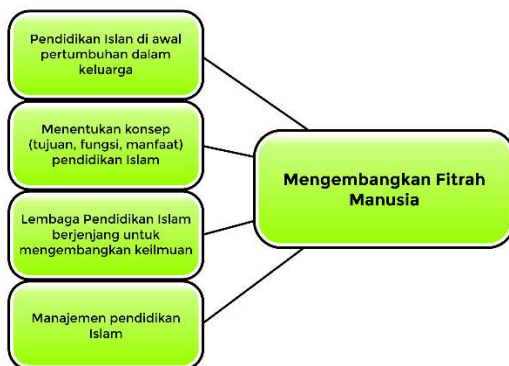 Pendidikan Islan di awal
pertumbuhan dalam
keluarga
Menentukan konsep
(tujuan, fungsi, manfaat)
pendidikan Islam
Lembaga Pendidikan Islam
berjenjang untuk
mengembangkan keilmuan
Manajemen pendidikan
Islam
Mengembangkan Fitrah
Manusia